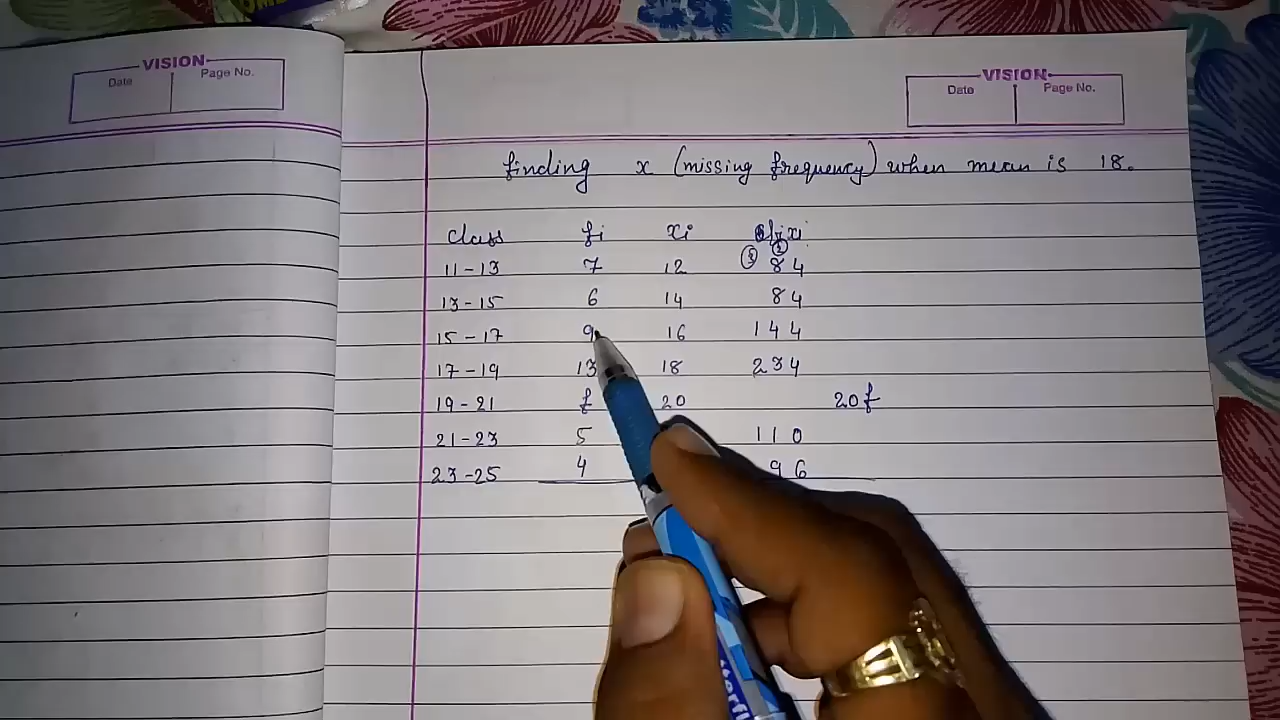 VISION
Date Page No.
VISION
Date Page No.
finding x (missing frequency) when mean is 18.
class fi xi fixi
11-13 7 12 84
13-15 6 14 84
15-17 9 16 144
17-19 13 18 234
19-21 f 20 20f
21-23 5 110
23-25 4 96